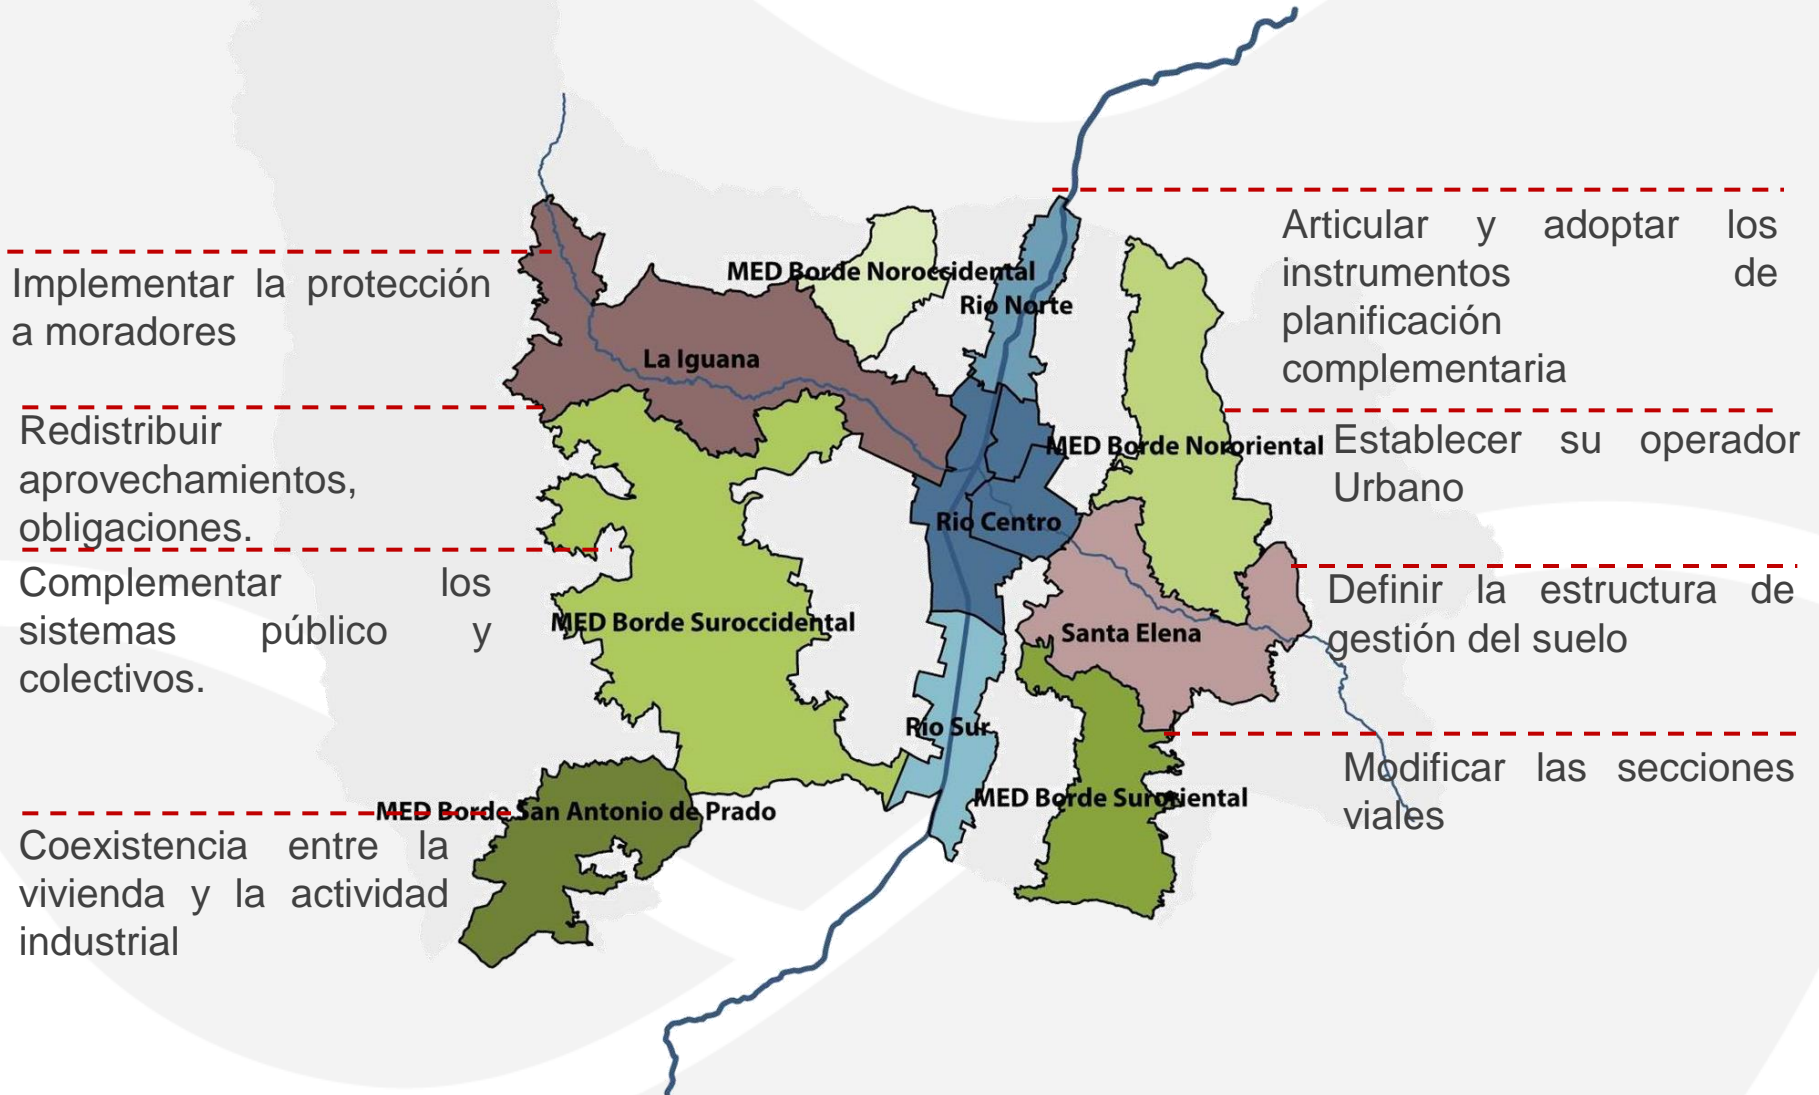 Implementar la protección
a moradores
Redistribuir
aprovechamientos,
obligaciones.
Complementar los
sistemas público y
colectivos.
Coexistencia entre la
vivienda y la actividad
industrial
MED Borde Noroccidental
Rio Norte
La Iguana
MED Borde Nororiental
Rio Centro
MED Borde Suroccidental
Santa Elena
Rio Sur
MED Borde Suroriental
MED Borde San Antonio de Prado
Articular y adoptar los
instrumentos de
planificación
complementaria
Establecer su operador
Urbano
Definir la estructura de
gestión del suelo
Modificar las secciones
viales